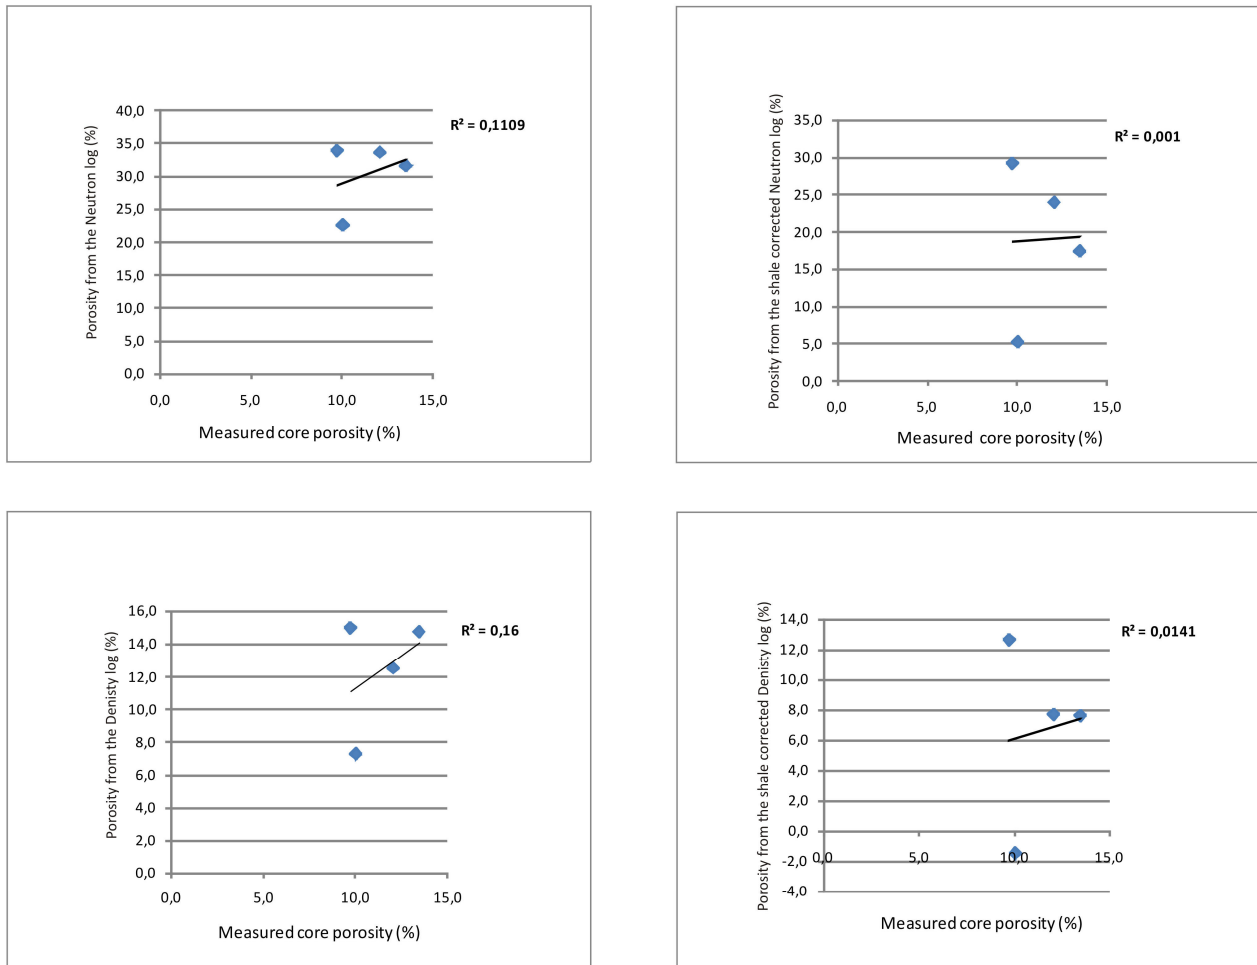 Porosity from the Neutron log (%)
40,0
35,0
30,0
25,0
20,0
15,0
10,0
5,0
0,0
0,0 5,0 10,0 15,0
Measured core porosity (%)
R² = 0,1109
Porosity from the shale corrected Neutron log (%)
35,0
30,0
25,0
20,0
15,0
10,0
5,0
0,0
0,0 5,0 10,0 15,0
Measured core porosity (%)
R² = 0,001
Porosity from the Denisty log (%)
16,0
14,0
12,0
10,0
8,0
6,0
4,0
2,0
0,0
0,0 5,0 10,0 15,0
Measured core porosity (%)
R² = 0,16
Porosity from the shale corrected Denisty log (%)
14,0
12,0
10,0
8,0
6,0
4,0
2,0
0,0
-2,0
-4,0
0,0 5,0 10,0 15,0
Measured core porosity (%)
R² = 0,0141